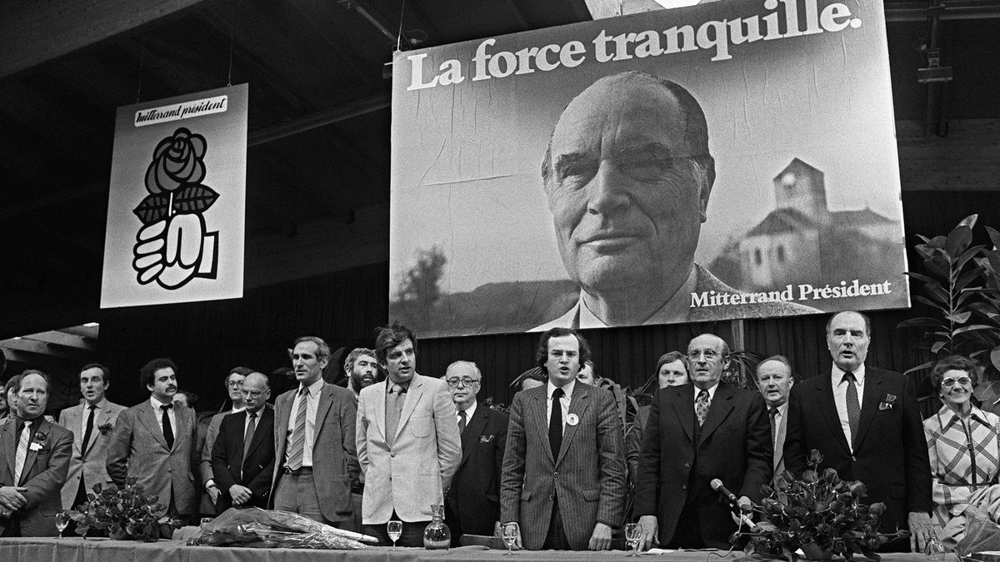 mitterrand président
La force tranquille.
Mitterrand Président